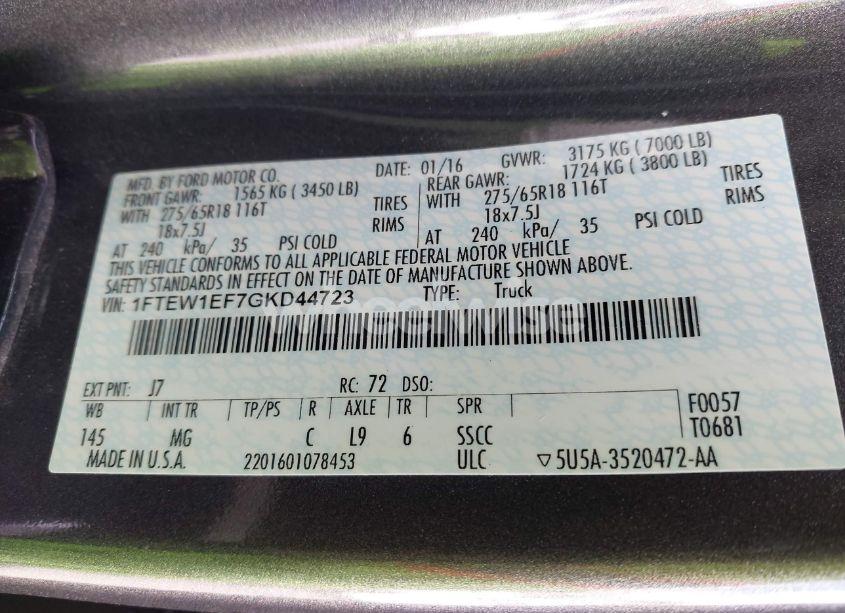 MFD. BY FORD MOTOR CO. DATE: 01/16 GVWR: 3175 KG ( 7000 LB)
FRONT GAWR: 1565 KG ( 3450 LB) REAR GAWR: 1724 KG ( 3800 LB)
WITH 275/65R18 116T TIRES WITH 275/65R18 116T TIRES
18x7.5J RIMS 18x7.5J RIMS
AT 240 kPa/ 35 PSI COLD AT 240 kPa/ 35 PSI COLD
THIS VEHICLE CONFORMS TO ALL APPLICABLE FEDERAL MOTOR VEHICLE
SAFETY STANDARDS IN EFFECT ON THE DATE OF MANUFACTURE SHOWN ABOVE.
VIN: 1FTEW1EF7GKD44723 TYPE: Truck
wheelwise
EXT PNT: J7 RC: 72 DSO:
WB INT TR TP/PS R AXLE TR SPR F0057
145 MG C L9 6 SSCC T0681
MADE IN U.S.A. 2201601078453 ULC ▽5U5A-3520472-AA